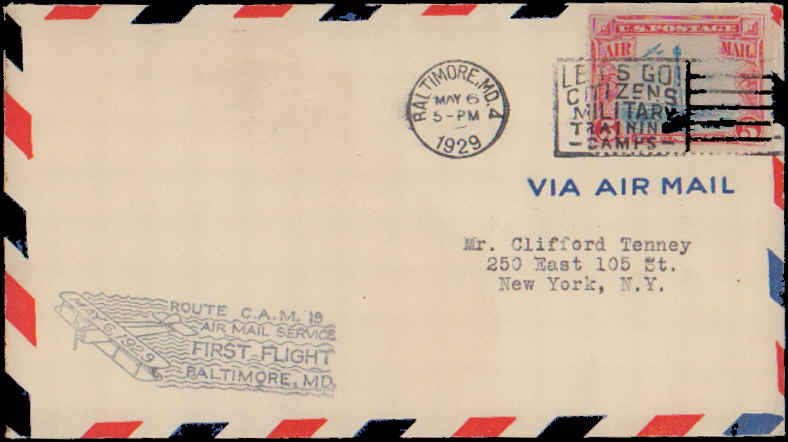 U.S. POSTAGE
AIR MAIL
BALTIMORE, MD. 4
MAY 6
5-PM
1929
LET'S GO!
CITIZENS
MILITARY
TRAINING
CAMPS
5
VIA AIR MAIL
Mr. Clifford Tenney
250 East 105 St.
New York, N.Y.
MAY 6 1929
ROUTE C.A.M. 19
AIR MAIL SERVICE
FIRST FLIGHT
BALTIMORE, MD.